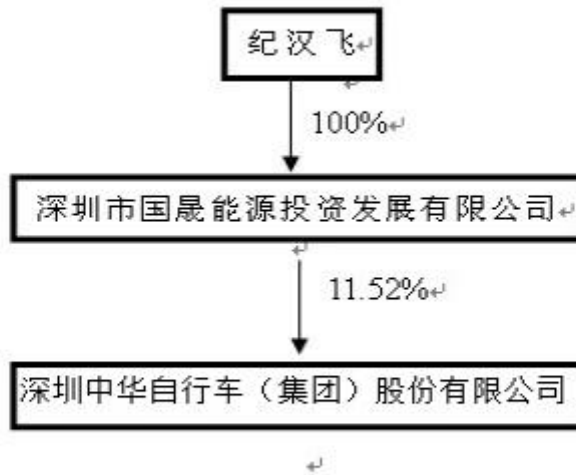 纪汉飞
100%
深圳市国晟能源投资发展有限公司
11.52%
深圳中华自行车（集团）股份有限公司